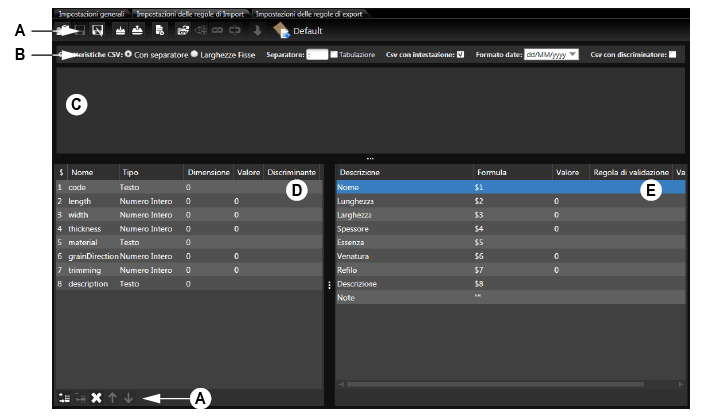 Impostazioni generali Impostazioni delle regole di Import Impostazioni delle regole di export
A
Default
B
Caratteristiche CSV: Con separatore Larghezze Fisse Separatore: ; Tabulazione Csv con intestazione: Formato date: dd/MM/yyyy Csv con discriminatore:
C
...
$ Nome Tipo Dimensione Valore Discriminante
1 code Testo 0
2 length Numero Intero 0 0
3 width Numero Intero 0 0
4 thickness Numero Intero 0 0
5 material Testo 0
6 grainDirection Numero Intero 0 0
7 trimming Numero Intero 0 0
8 description Testo 0
D
Descrizione Formula Valore Regola di validazione Va
Nome $1
Lunghezza $2 0
Larghezza $3 0
Spessore $4 0
Essenza $5
Venatura $6 0
Refilo $7 0
Descrizione $8
Note ""
E
A